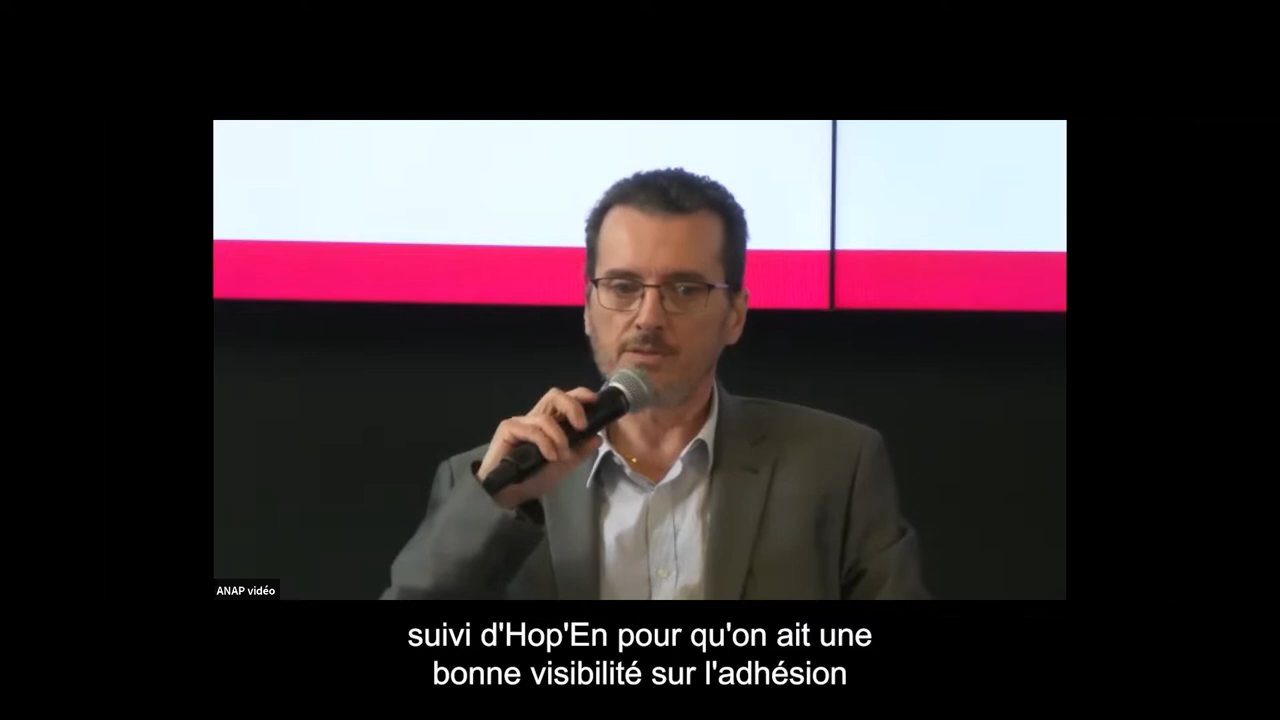 ANAP vidéo
suivi d'Hop'En pour qu'on ait une
bonne visibilité sur l'adhésion